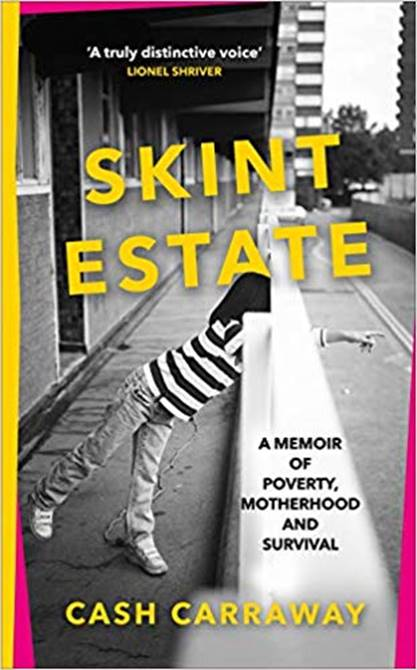 ‘A truly distinctive voice’
LIONEL SHRIVER
SKINT
ESTATE
A MEMOIR
OF
POVERTY,
MOTHERHOOD
AND
SURVIVAL
CASH CARRAWAY